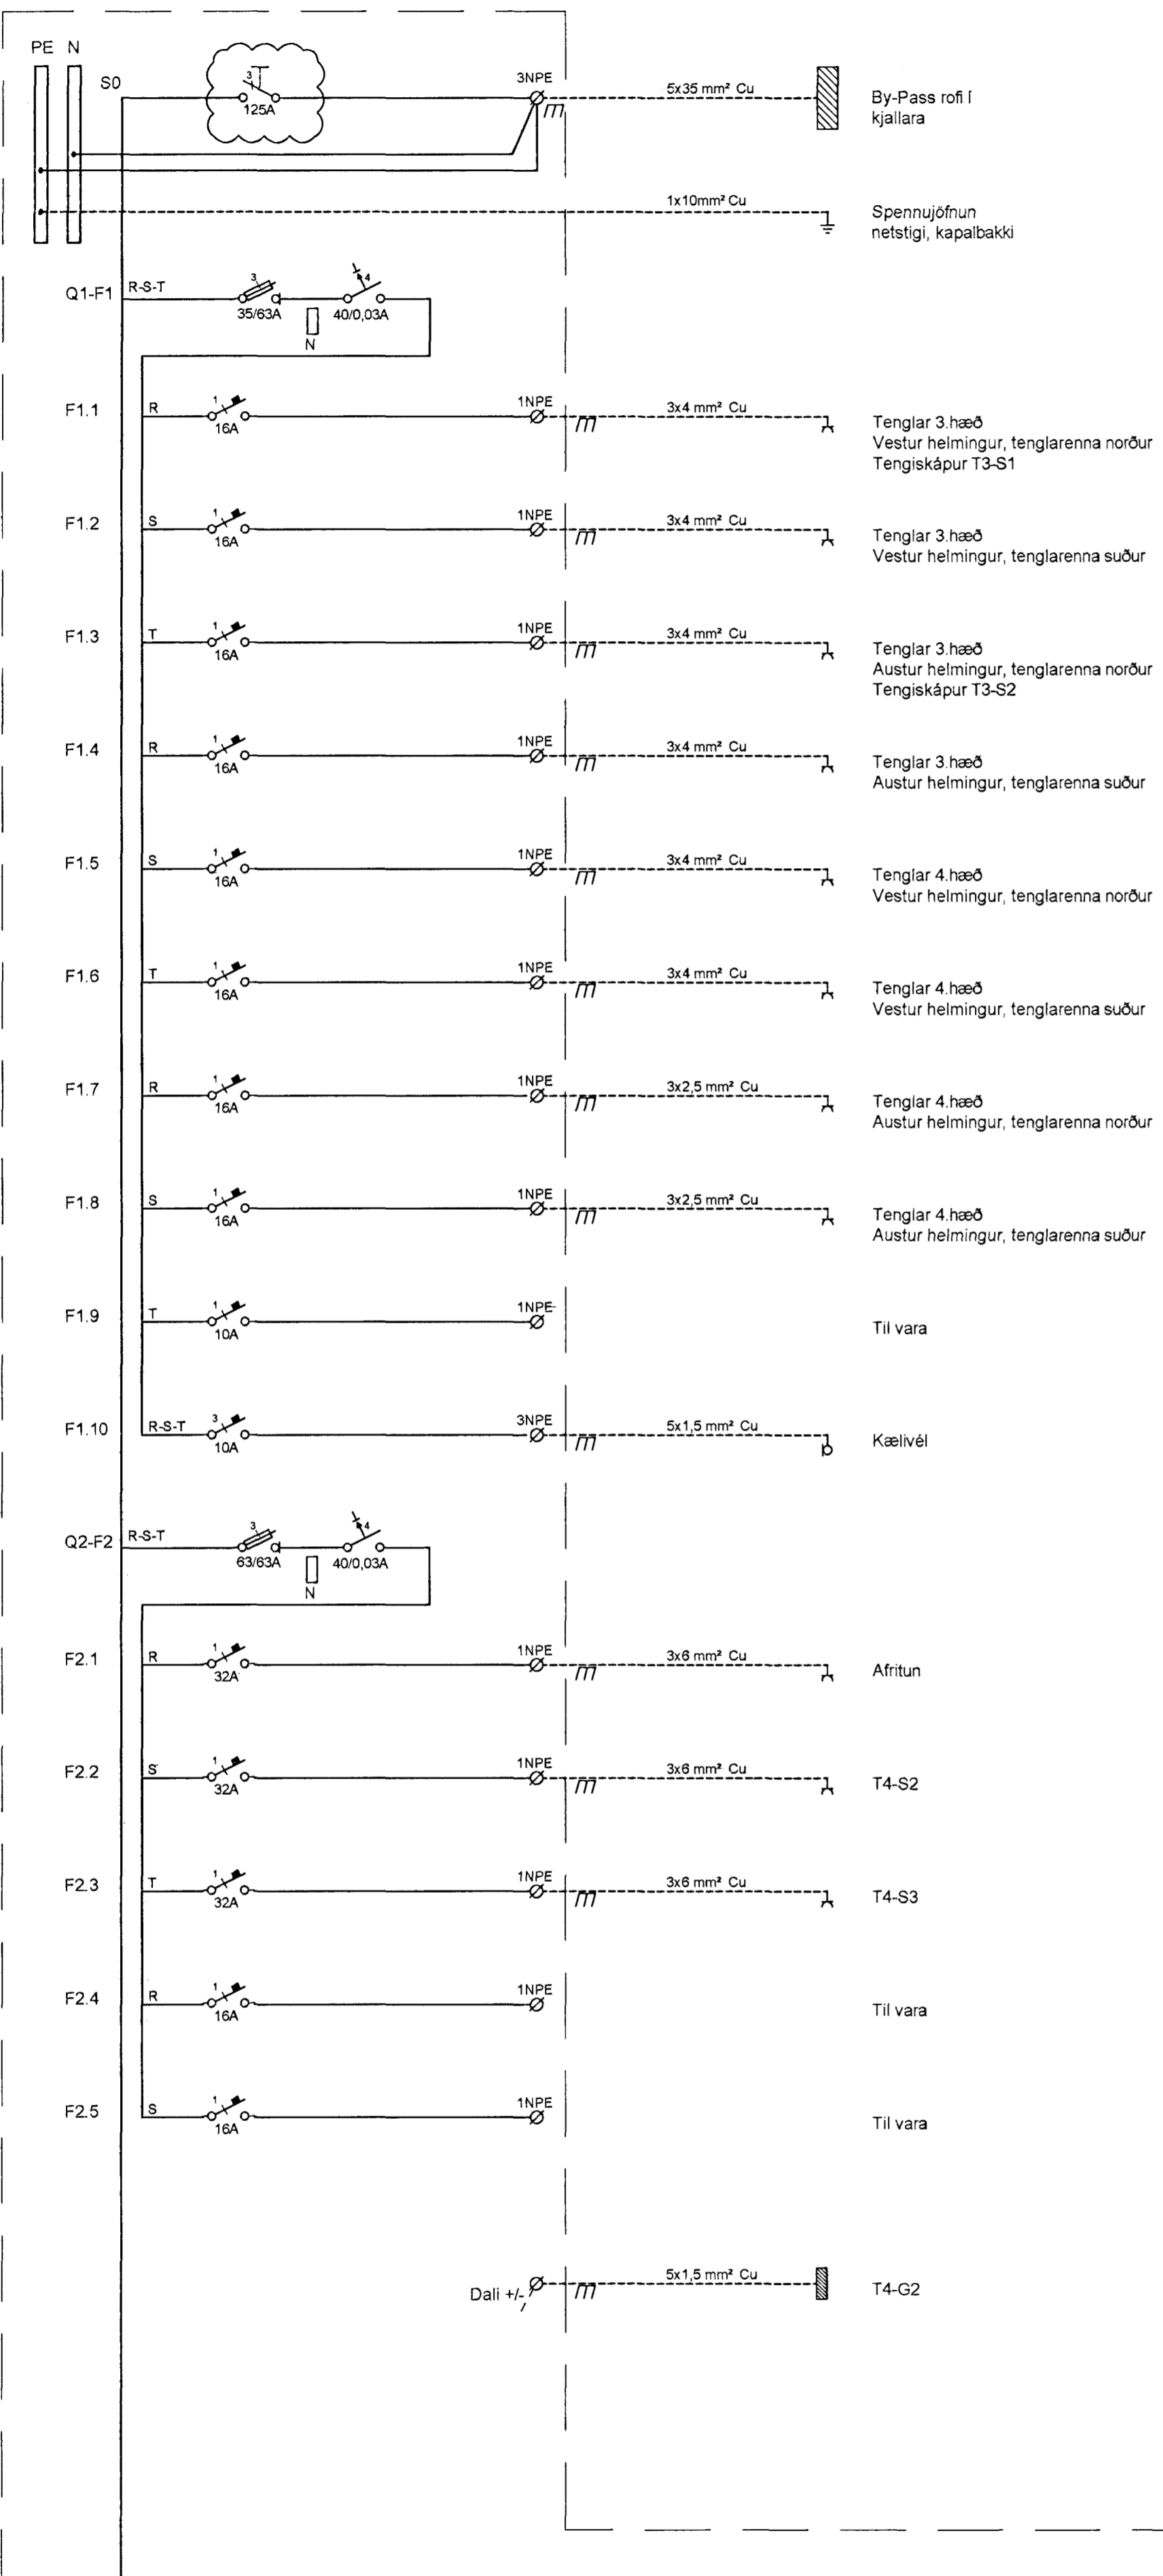 PE N
S0
3
125A
3NPE
5x35 mm² Cu
By-Pass rofi í
kjallara
1x10mm² Cu
Spennujöfnun
netstigi, kapalbakki
Q1-F1
R-S-T
3
35/63A
N
4
40/0,03A
F1.1
R
1
16A
1NPE
3x4 mm² Cu
Tenglar 3.hæð
Vestur helmingur, tenglarenna norður
Tengiskápur T3-S1
F1.2
S
1
16A
1NPE
3x4 mm² Cu
Tenglar 3.hæð
Vestur helmingur, tenglarenna suður
F1.3
T
1
16A
1NPE
3x4 mm² Cu
Tenglar 3.hæð
Austur helmingur, tenglarenna norður
Tengiskápur T3-S2
F1.4
R
1
16A
1NPE
3x4 mm² Cu
Tenglar 3.hæð
Austur helmingur, tenglarenna suður
F1.5
S
1
16A
1NPE
3x4 mm² Cu
Tenglar 4.hæð
Vestur helmingur, tenglarenna norður
F1.6
T
1
16A
1NPE
3x4 mm² Cu
Tenglar 4.hæð
Vestur helmingur, tenglarenna suður
F1.7
R
1
16A
1NPE
3x2,5 mm² Cu
Tenglar 4.hæð
Austur helmingur, tenglarenna norður
F1.8
S
1
16A
1NPE
3x2,5 mm² Cu
Tenglar 4.hæð
Austur helmingur, tenglarenna suður
F1.9
T
1
10A
1NPE
Til vara
F1.10
R-S-T
3
10A
3NPE
5x1,5 mm² Cu
Kælivél
Q2-F2
R-S-T
3
63/63A
N
4
40/0,03A
F2.1
R
1
32A
1NPE
3x6 mm² Cu
Afritun
F2.2
S
1
32A
1NPE
3x6 mm² Cu
T4-S2
F2.3
T
1
32A
1NPE
3x6 mm² Cu
T4-S3
F2.4
R
1
16A
1NPE
Til vara
F2.5
S
1
16A
1NPE
Til vara
Dali +/-
5x1,5 mm² Cu
T4-G2